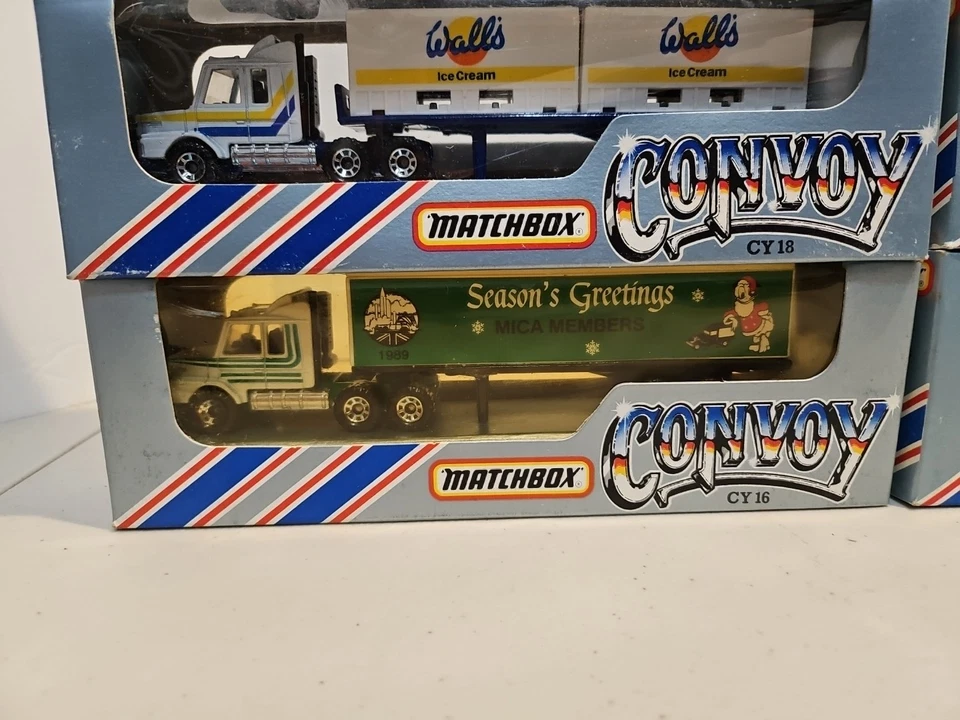 Wall's
Ice Cream
Wall's
Ice Cream
MATCHBOX
CONVOY
CY 18
Season's Greetings
MICA MEMBERS
1989
MATCHBOX
CONVOY
CY 16